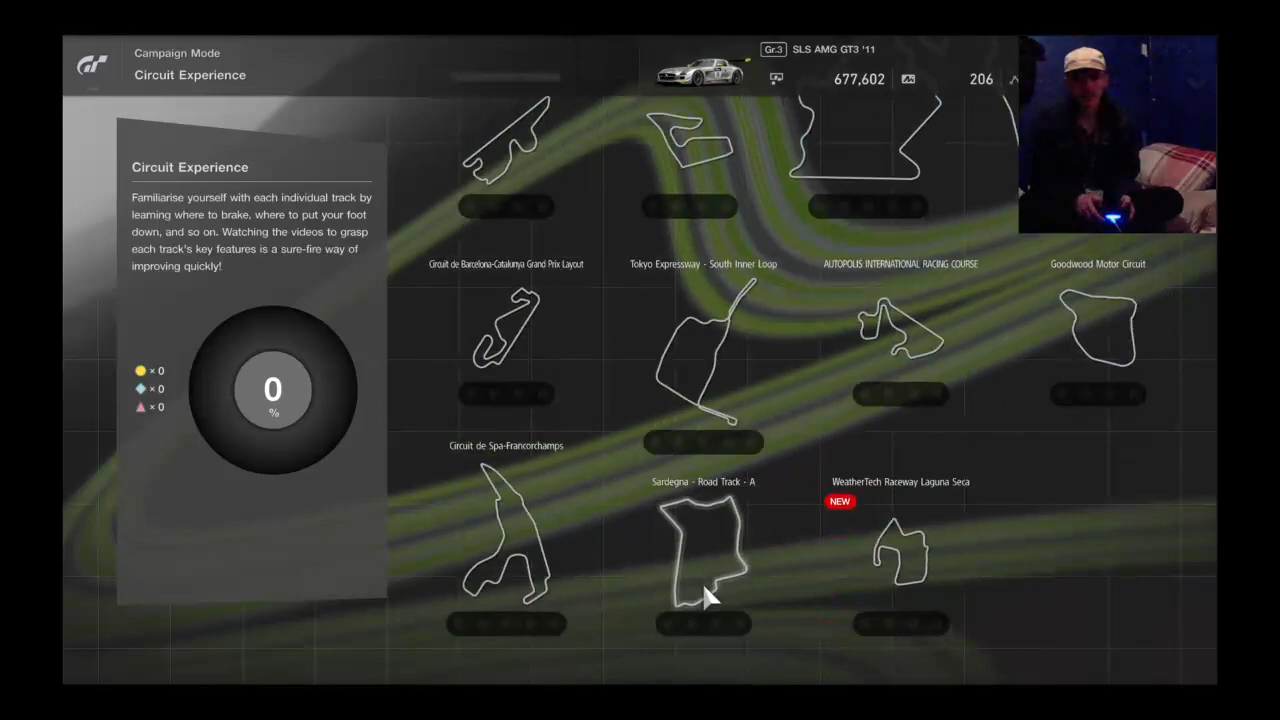 Campaign Mode
Circuit Experience
Gr.3 SLS AMG GT3 '11
677,602 206
Circuit Experience
Familiarise yourself with each individual track by
learning where to brake, where to put your foot
down, and so on. Watching the videos to grasp
each track's key features is a sure-fire way of
improving quickly!
× 0
× 0
× 0
0
%
Circuit de Barcelona-Catalunya Grand Prix Layout
Tokyo Expressway - South Inner Loop
AUTOPOLIS INTERNATIONAL RACING COURSE
Goodwood Motor Circuit
Circuit de Spa-Francorchamps
Sardegna - Road Track - A
WeatherTech Raceway Laguna Seca
NEW